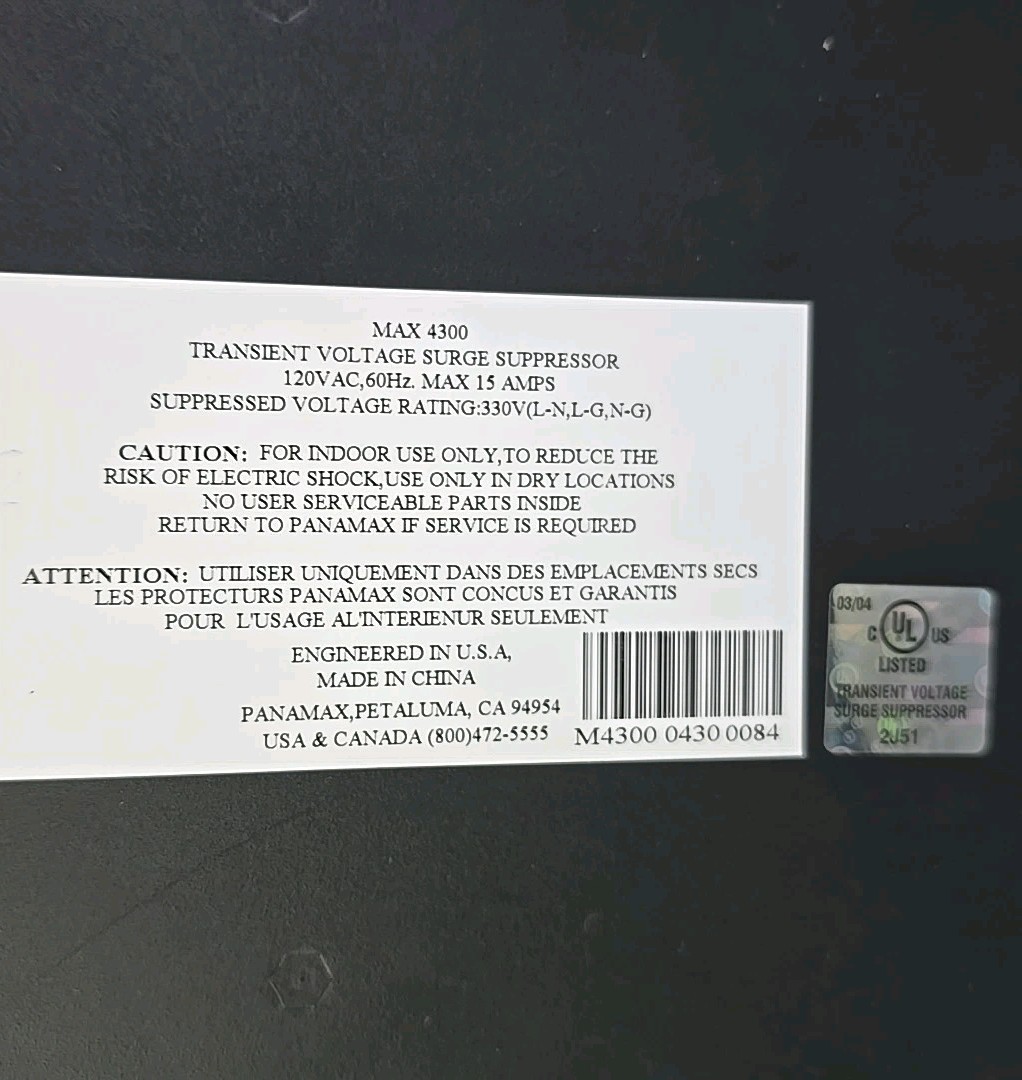 MAX 4300
TRANSIENT VOLTAGE SURGE SUPPRESSOR
120VAC,60Hz. MAX 15 AMPS
SUPPRESSED VOLTAGE RATING:330V(L-N,L-G,N-G)
CAUTION: FOR INDOOR USE ONLY,TO REDUCE THE
RISK OF ELECTRIC SHOCK,USE ONLY IN DRY LOCATIONS
NO USER SERVICEABLE PARTS INSIDE
RETURN TO PANAMAX IF SERVICE IS REQUIRED
ATTENTION: UTILISER UNIQUEMENT DANS DES EMPLACEMENTS SECS
LES PROTECTURS PANAMAX SONT CONCUS ET GARANTIS
POUR L'USAGE AL'INTERIENUR SEULEMENT
ENGINEERED IN U.S.A,
MADE IN CHINA
PANAMAX,PETALUMA, CA 94954
USA & CANADA (800)472-5555
M4300 0430 0084
03/04
C UL US
LISTED
TRANSIENT VOLTAGE
SURGE SUPPRESSOR
2J51